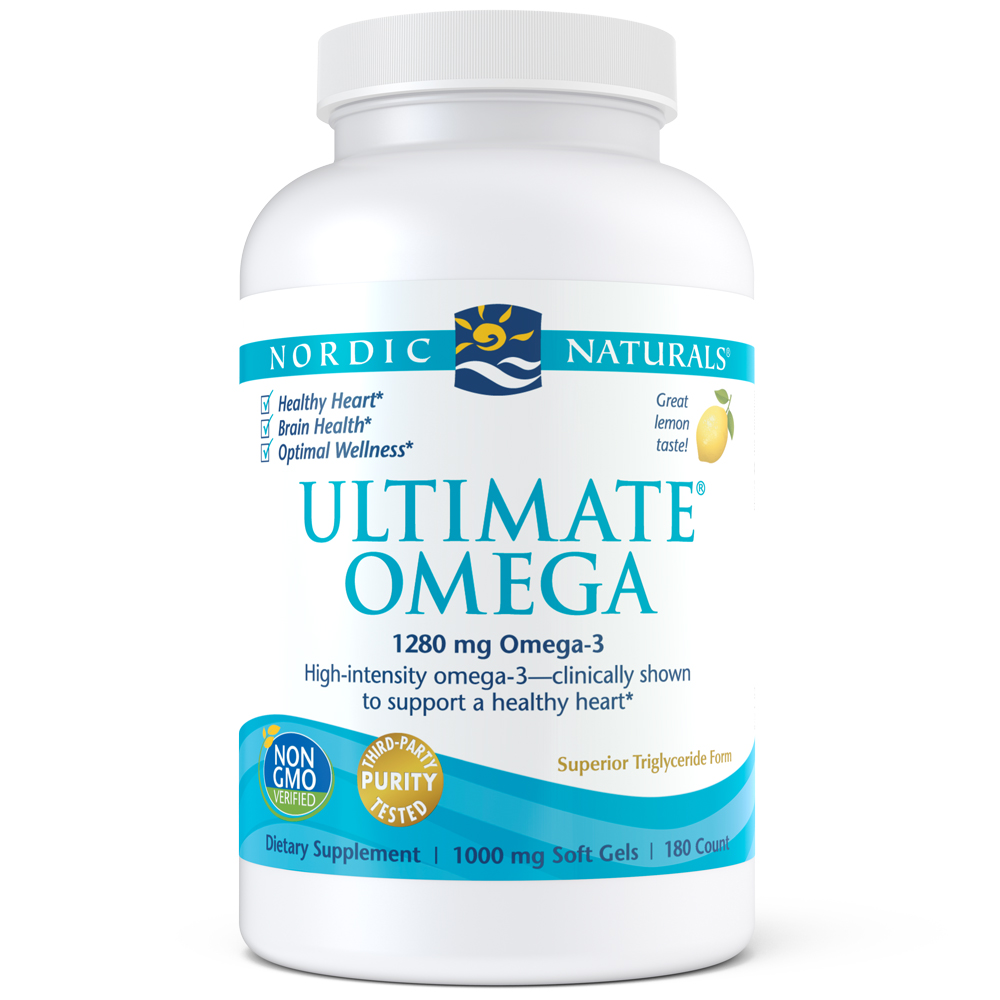 NORDIC NATURALS®
Healthy Heart*
Brain Health*
Optimal Wellness*
Great
lemon
taste!
ULTIMATE®
OMEGA
1280 mg Omega-3
High-intensity omega-3—clinically shown
to support a healthy heart*
Superior Triglyceride Form
NON
GMO
VERIFIED
THIRD-PARTY
PURITY
TESTED
Dietary Supplement | 1000 mg Soft Gels | 180 Count